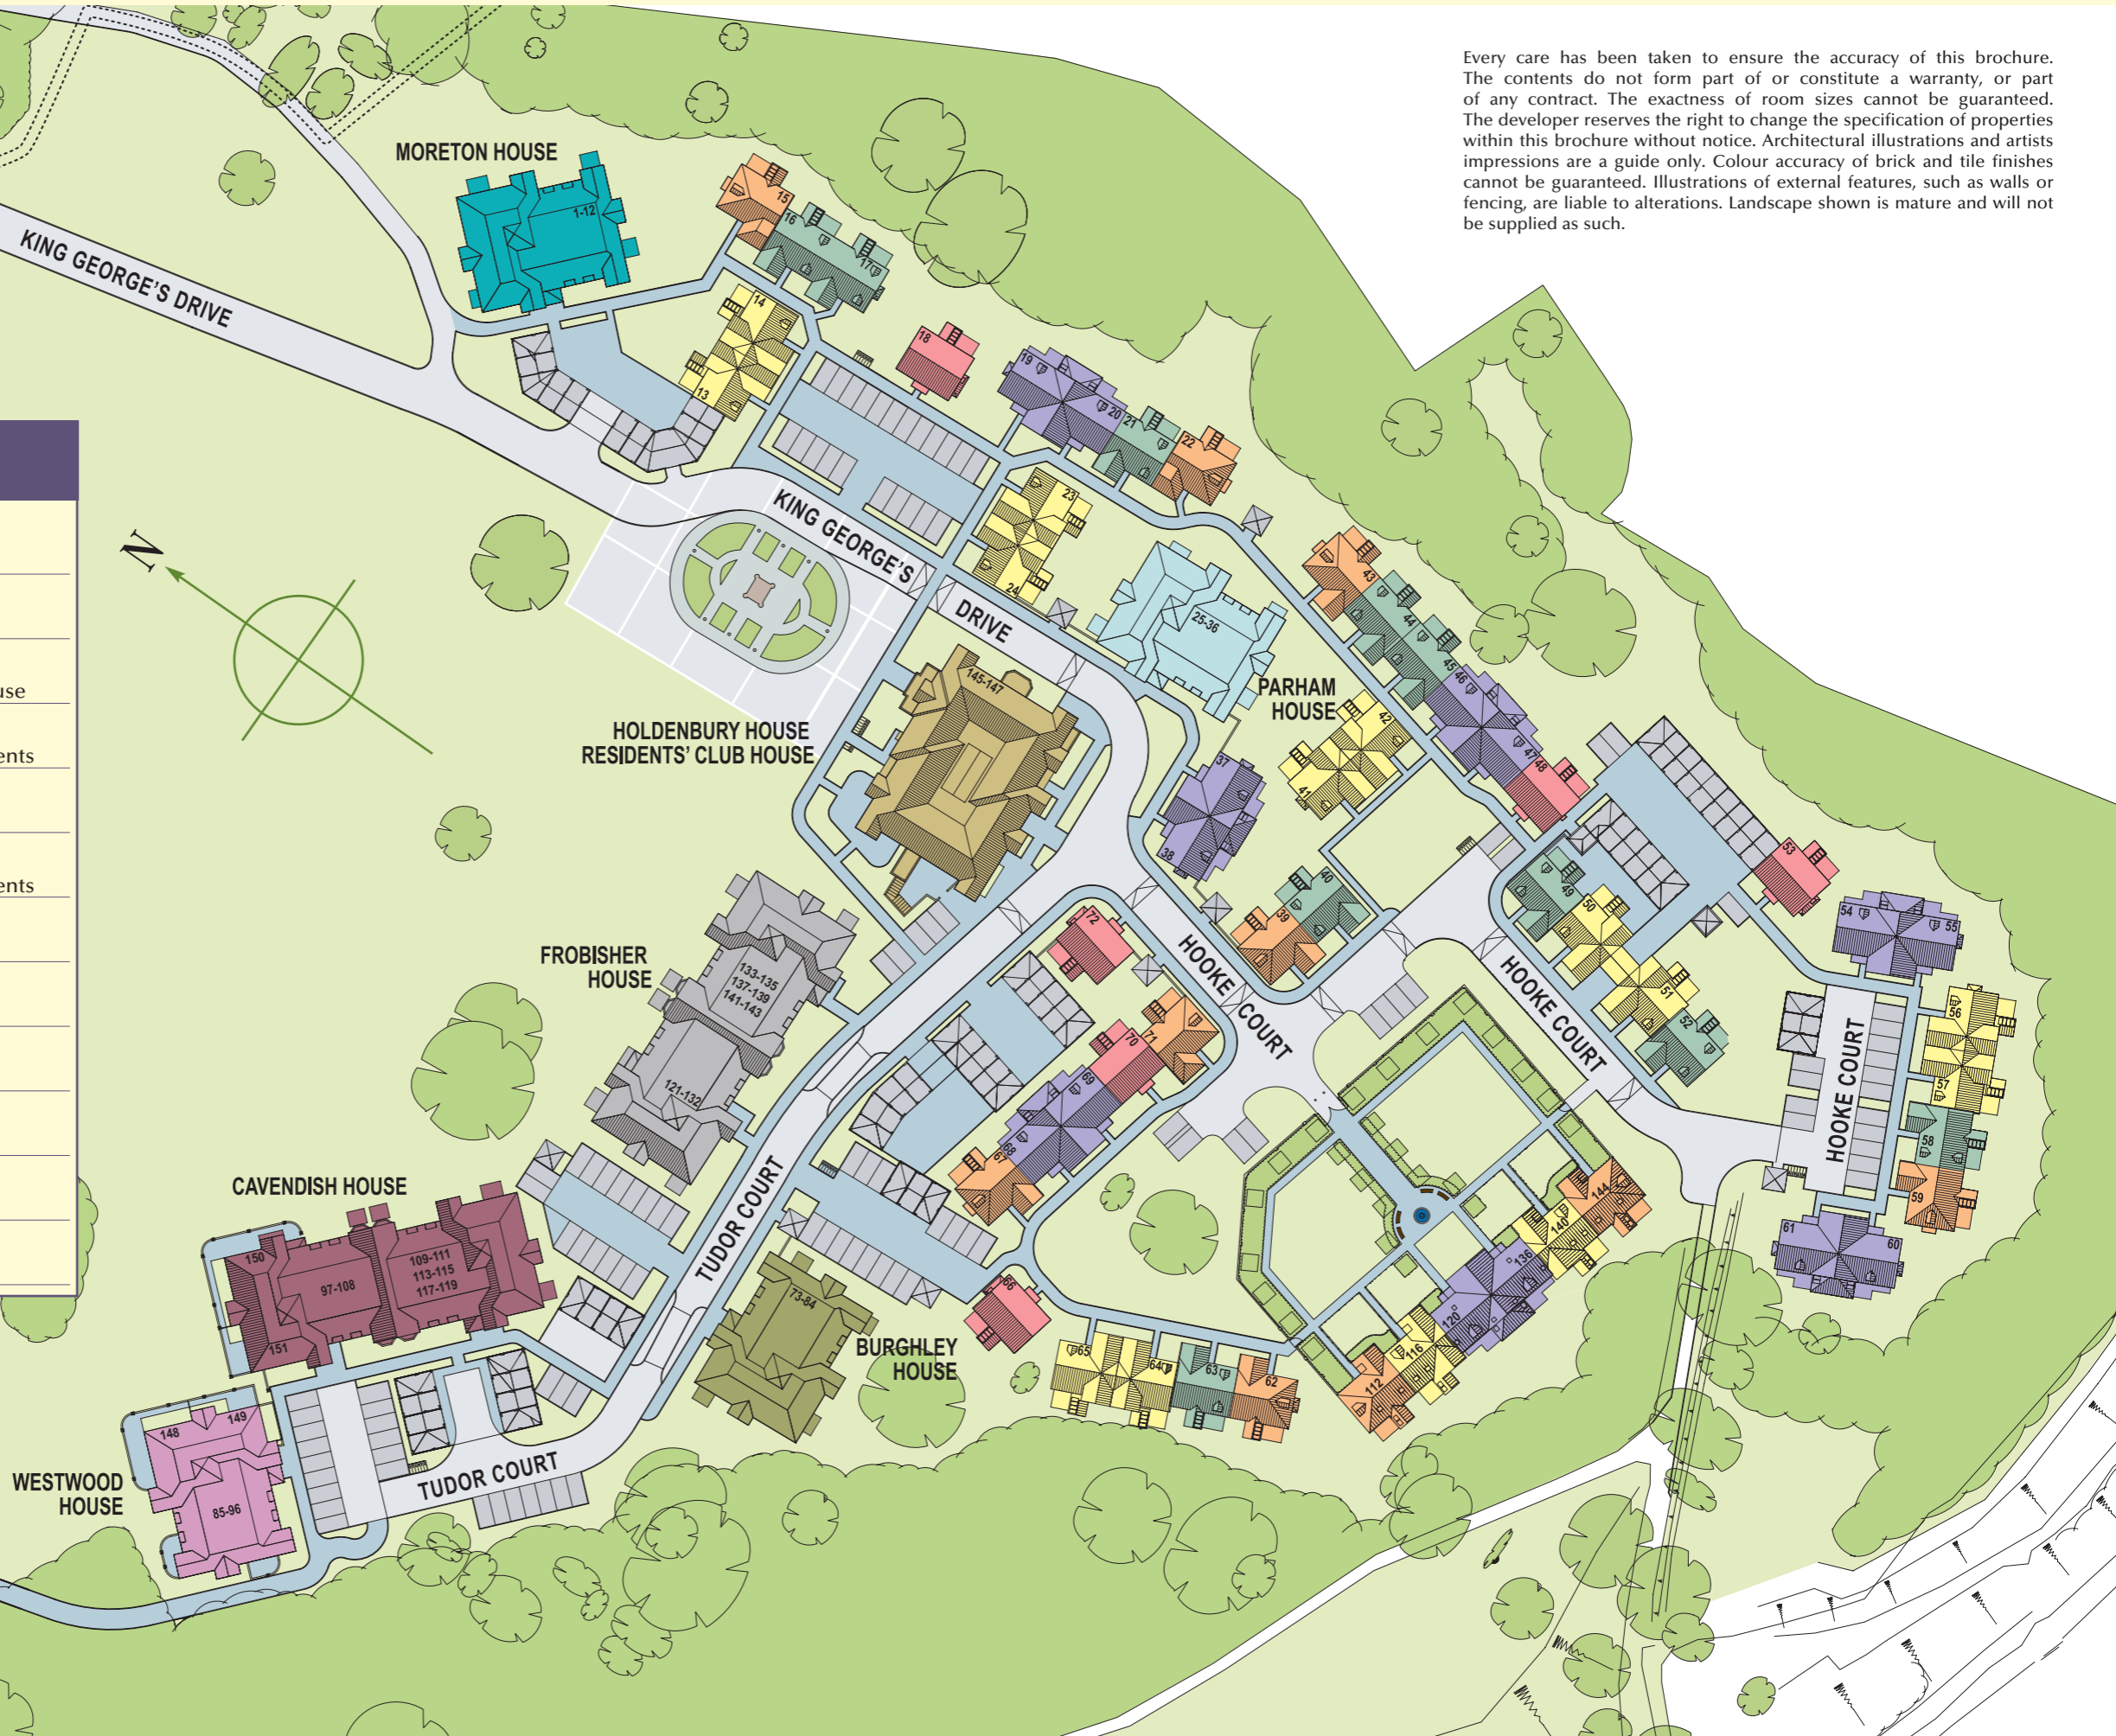 Every care has been taken to ensure the accuracy of this brochure.
The contents do not form part of or constitute a warranty, or part
of any contract. The exactness of room sizes cannot be guaranteed.
The developer reserves the right to change the specification of properties
within this brochure without notice. Architectural illustrations and artists
impressions are a guide only. Colour accuracy of brick and tile finishes
cannot be guaranteed. Illustrations of external features, such as walls or
fencing, are liable to alterations. Landscape shown is mature and will not
be supplied as such.
MORETON HOUSE
1-12
15
16
17
14
13
18
19
20
21
22
KING GEORGE'S DRIVE
KING GEORGE'S
DRIVE
23
24
25-36
PARHAM
HOUSE
43
44
45
46
47
48
42
41
37
38
39
40
N
use
ents
ents
145-147
HOLDENBURY HOUSE
RESIDENTS' CLUB HOUSE
FROBISHER
HOUSE
133-135
137-139
141-143
121-132
72
71
70
69
68
67
HOOKE
COURT
HOOKE COURT
HOOKE COURT
49
50
51
52
53
54
55
56
57
58
59
60
61
CAVENDISH HOUSE
150
97-108
109-111
113-115
117-119
151
TUDOR COURT
73-84
BURGHLEY
HOUSE
66
65
64
63
62
112
116
120
136
140
144
WESTWOOD
HOUSE
148
149
85-96
TUDOR COURT